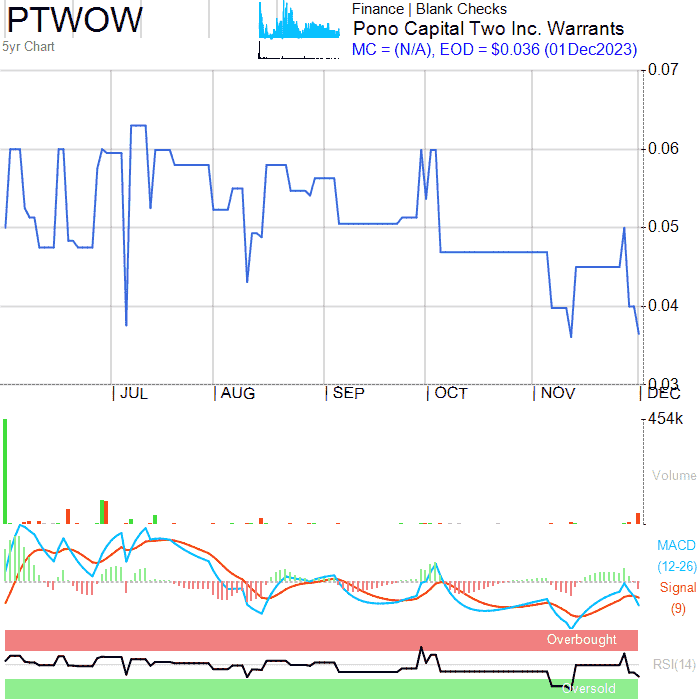 PTWOW
5yr Chart
Finance | Blank Checks
Pono Capital Two Inc. Warrants
MC = (N/A), EOD = $0.036 (01Dec2023)
0.07
0.06
0.05
0.04
0.03
JUL AUG SEP OCT NOV DEC
454k
Volume
MACD
(12-26)
Signal
(9)
Overbought
RSI(14)
Oversold